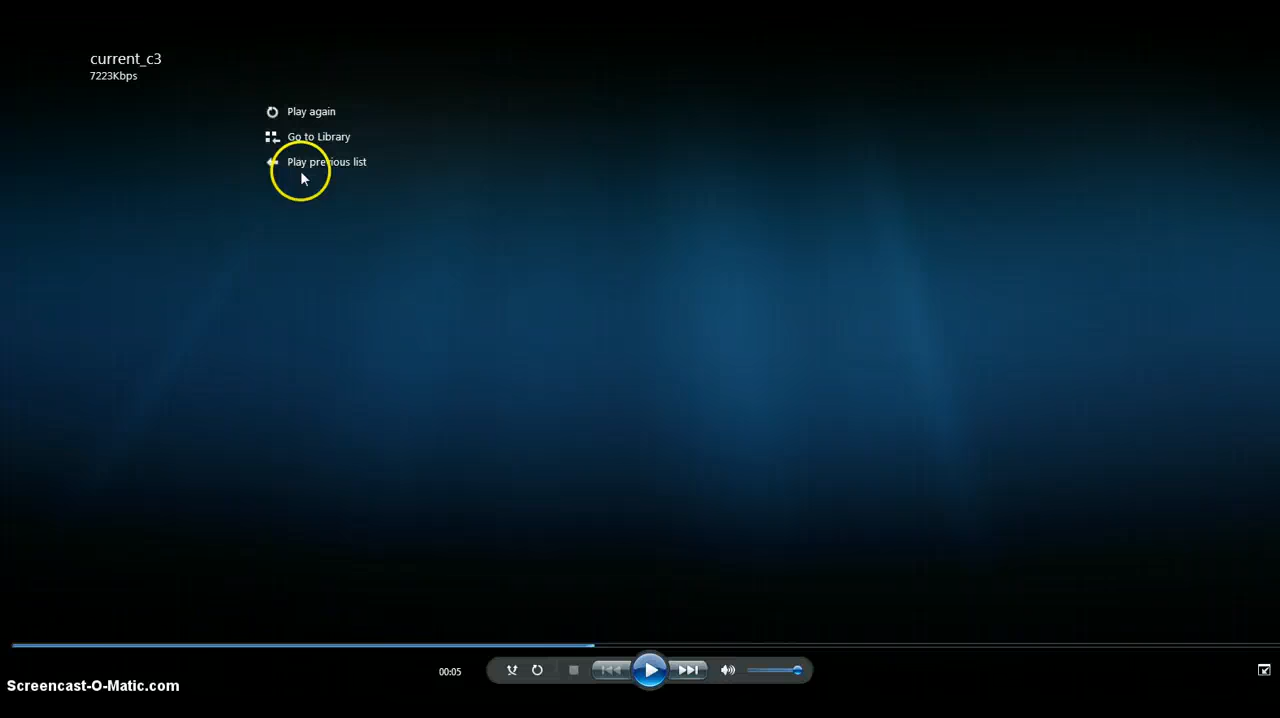 current_c3
7223Kbps
Play again
Go to Library
Play previous list
00:05
Screencast-O-Matic.com